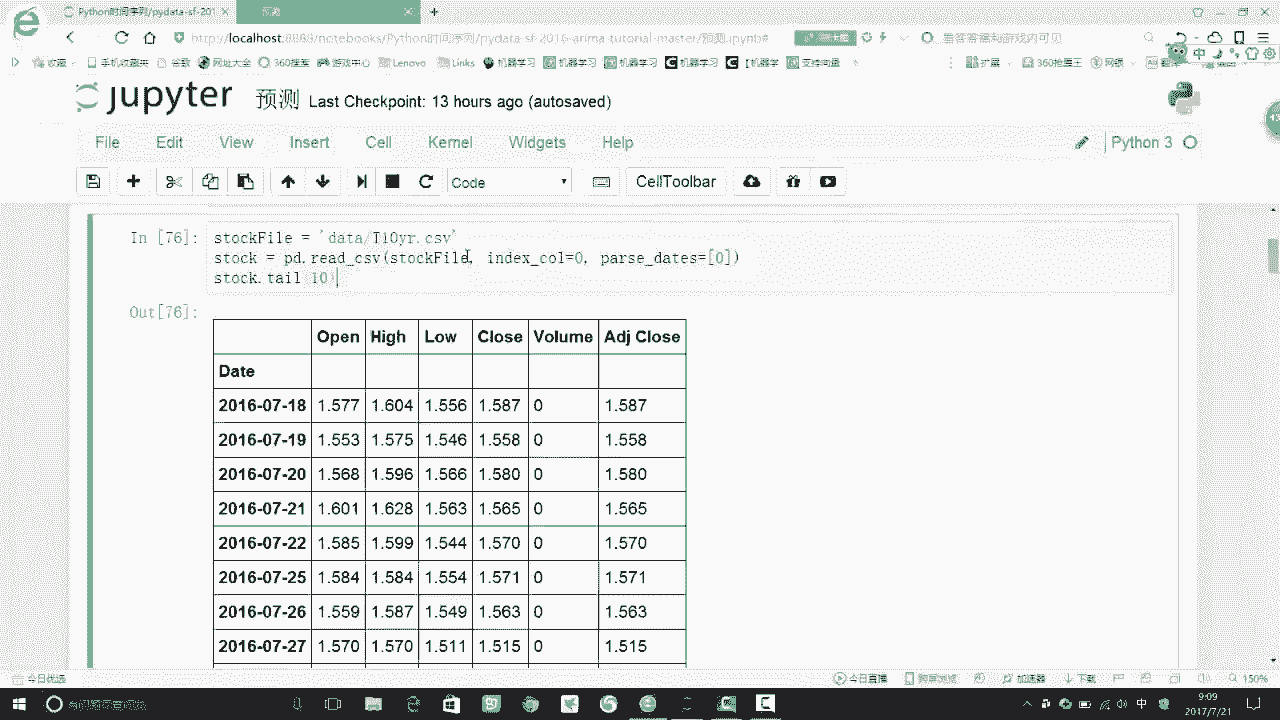 Python时间序列/pydata-sf-201
预测
http://localhost:8888/notebooks/Python时间序列/pydata-sf-2016-arima-tutorial-master/预测.ipynb#
收藏 手机收藏夹 谷歌 网址大全 360搜索 游戏中心 Lenovo Links 机器学习 机器学习 机器学习 机器学习 【机器学 支持向量 扩展
jupyter 预测 Last Checkpoint: 13 hours ago (autosaved)
File Edit View Insert Cell Kernel Widgets Help
Python 3
Code CellToolbar
In [76]: stockFile = 'data/T10yr.csv'
stock = pd.read_csv(stockFile, index_col=0, parse_dates=[0])
stock.tail(10)
Out[76]:
Open High Low Close Volume Adj Close
Date
2016-07-18 1.577 1.604 1.556 1.587 0 1.587
2016-07-19 1.553 1.575 1.546 1.558 0 1.558
2016-07-20 1.568 1.596 1.566 1.580 0 1.580
2016-07-21 1.601 1.628 1.563 1.565 0 1.565
2016-07-22 1.585 1.599 1.544 1.570 0 1.570
2016-07-25 1.584 1.584 1.554 1.571 0 1.571
2016-07-26 1.559 1.587 1.549 1.563 0 1.563
2016-07-27 1.570 1.570 1.511 1.515 0 1.515
今日优选 今日直播 加速器 下载 150%
中 9:09
2017/7/21